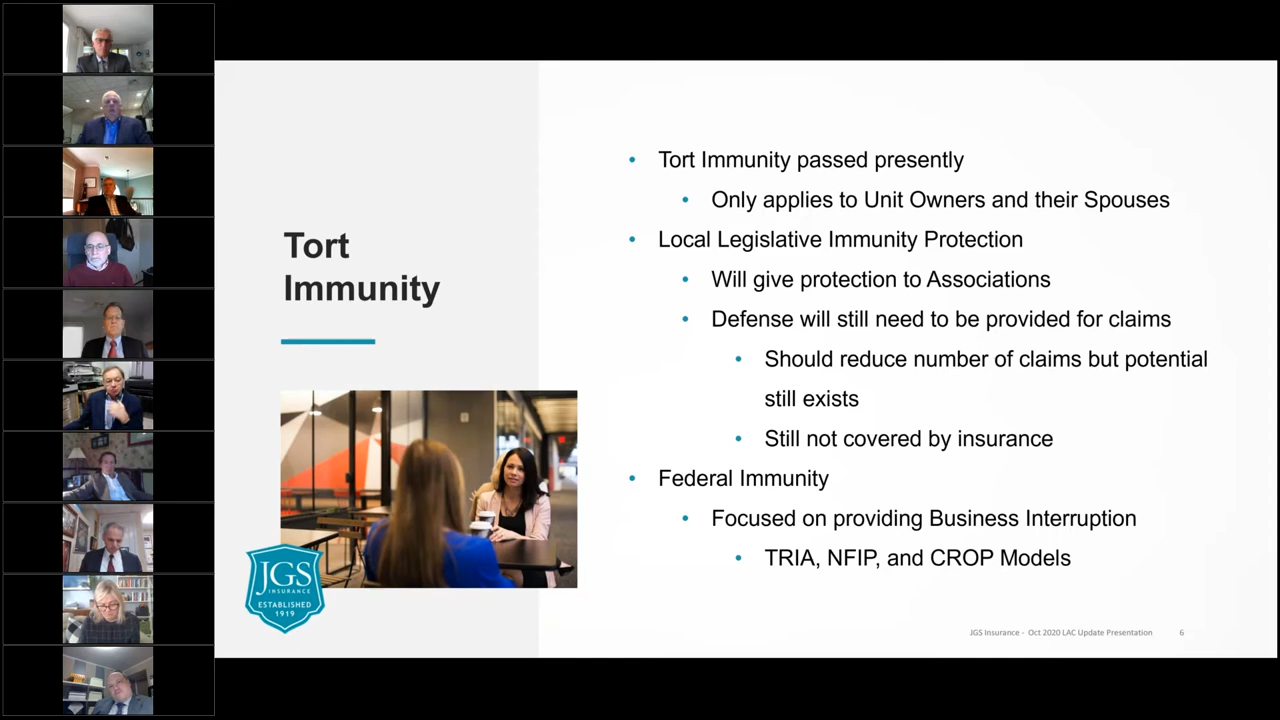 Tort
Immunity
JGS
INSURANCE
ESTABLISHED
1919
• Tort Immunity passed presently
• Only applies to Unit Owners and their Spouses
• Local Legislative Immunity Protection
• Will give protection to Associations
• Defense will still need to be provided for claims
• Should reduce number of claims but potential
still exists
• Still not covered by insurance
• Federal Immunity
• Focused on providing Business Interruption
• TRIA, NFIP, and CROP Models
JGS Insurance - Oct 2020 LAC Update Presentation 6